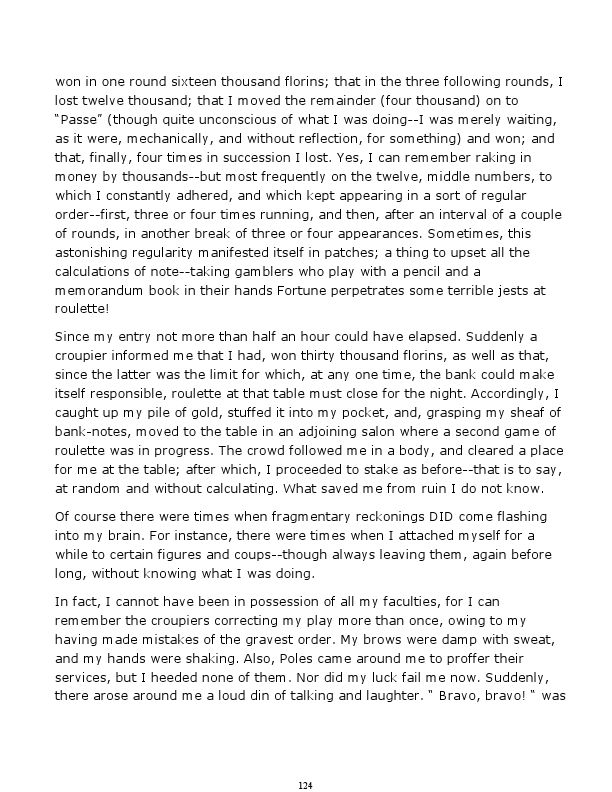 won in one round sixteen thousand florins; that in the three following rounds, I
lost twelve thousand; that I moved the remainder (four thousand) on to
“Passe” (though quite unconscious of what I was doing--I was merely waiting,
as it were, mechanically, and without reflection, for something) and won; and
that, finally, four times in succession I lost. Yes, I can remember raking in
money by thousands--but most frequently on the twelve, middle numbers, to
which I constantly adhered, and which kept appearing in a sort of regular
order--first, three or four times running, and then, after an interval of a couple
of rounds, in another break of three or four appearances. Sometimes, this
astonishing regularity manifested itself in patches; a thing to upset all the
calculations of note--taking gamblers who play with a pencil and a
memorandum book in their hands Fortune perpetrates some terrible jests at
roulette!
Since my entry not more than half an hour could have elapsed. Suddenly a
croupier informed me that I had, won thirty thousand florins, as well as that,
since the latter was the limit for which, at any one time, the bank could make
itself responsible, roulette at that table must close for the night. Accordingly, I
caught up my pile of gold, stuffed it into my pocket, and, grasping my sheaf of
bank-notes, moved to the table in an adjoining salon where a second game of
roulette was in progress. The crowd followed me in a body, and cleared a place
for me at the table; after which, I proceeded to stake as before--that is to say,
at random and without calculating. What saved me from ruin I do not know.
Of course there were times when fragmentary reckonings DID come flashing
into my brain. For instance, there were times when I attached myself for a
while to certain figures and coups--though always leaving them, again before
long, without knowing what I was doing.
In fact, I cannot have been in possession of all my faculties, for I can
remember the croupiers correcting my play more than once, owing to my
having made mistakes of the gravest order. My brows were damp with sweat,
and my hands were shaking. Also, Poles came around me to proffer their
services, but I heeded none of them. Nor did my luck fail me now. Suddenly,
there arose around me a loud din of talking and laughter. “ Bravo, bravo! “ was
124